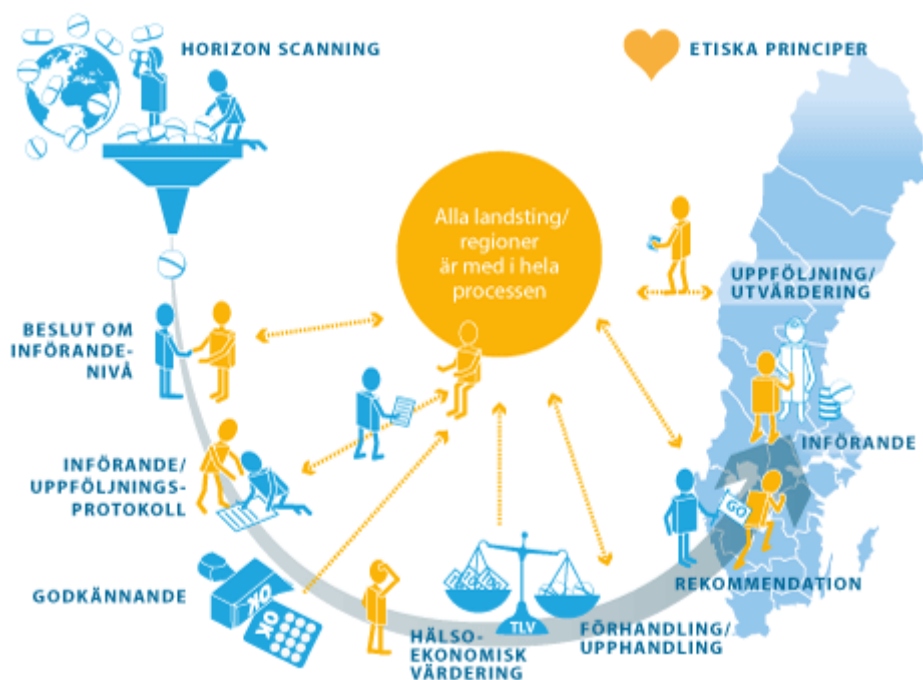 HORIZON SCANNING
ETISKA PRINCIPER
Alla landsting/
regioner
är med i hela
processen
UPPFÖLJNING/
UTVÄRDERING
BESLUT OM
INFÖRANDE-
NIVÅ
INFÖRANDE
INFÖRANDE/
UPPFÖLJNINGS-
PROTOKOLL
GO
REKOMMENDATION
GODKÄNNANDE
OK
OK
TLV
HÄLSO-
EKONOMISK
VÄRDERING
FÖRHANDLING/
UPPHANDLING